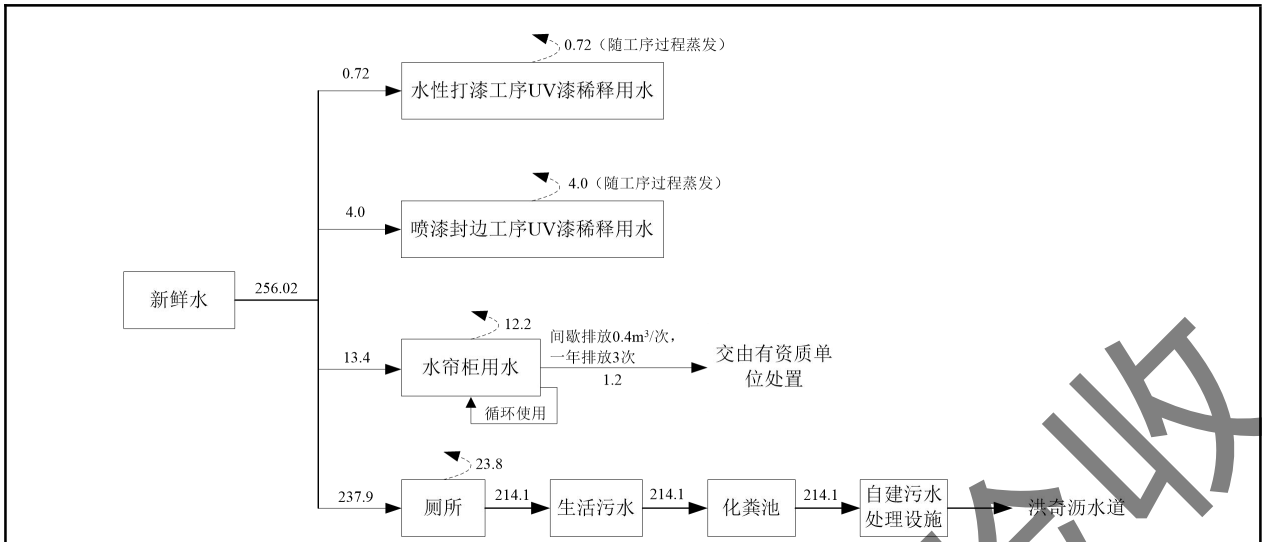 0.72（随工序过程蒸发）
0.72
水性打漆工序UV漆稀释用水
4.0（随工序过程蒸发）
4.0
喷漆封边工序UV漆稀释用水
新鲜水
256.02
12.2
13.4
水帘柜用水
间歇排放0.4m³/次，
一年排放3次
1.2
交由有资质单
位处置
循环使用
23.8
237.9
厕所
214.1
生活污水
214.1
化粪池
214.1
自建污水
处理设施
洪奇沥水道
验收